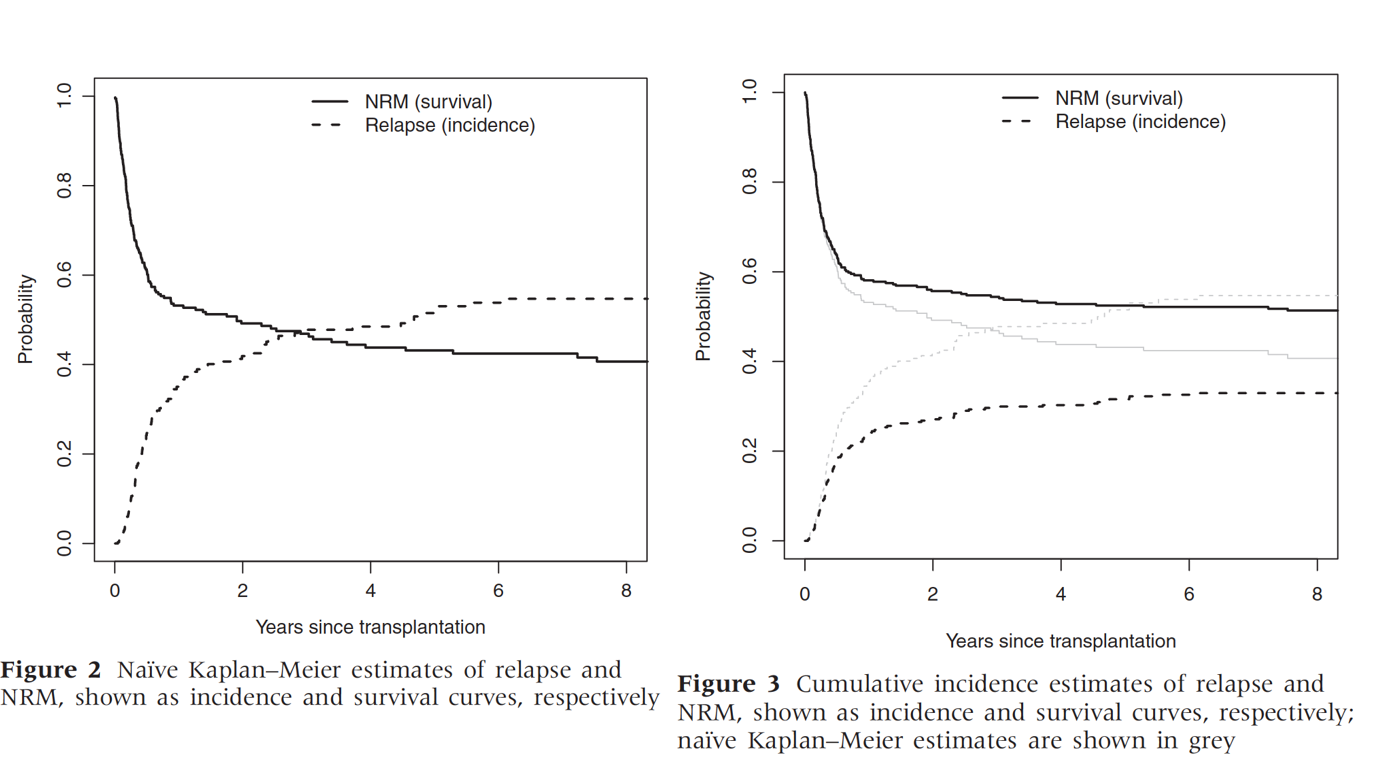 NRM (survival)
Relapse (incidence)
Probability
1.0
0.8
0.6
0.4
0.2
0.0
0 2 4 6 8
Years since transplantation
Figure 2 Naïve Kaplan–Meier estimates of relapse and
NRM, shown as incidence and survival curves, respectively
NRM (survival)
Relapse (incidence)
Probability
1.0
0.8
0.6
0.4
0.2
0.0
0 2 4 6 8
Years since transplantation
Figure 3 Cumulative incidence estimates of relapse and
NRM, shown as incidence and survival curves, respectively;
naïve Kaplan–Meier estimates are shown in grey